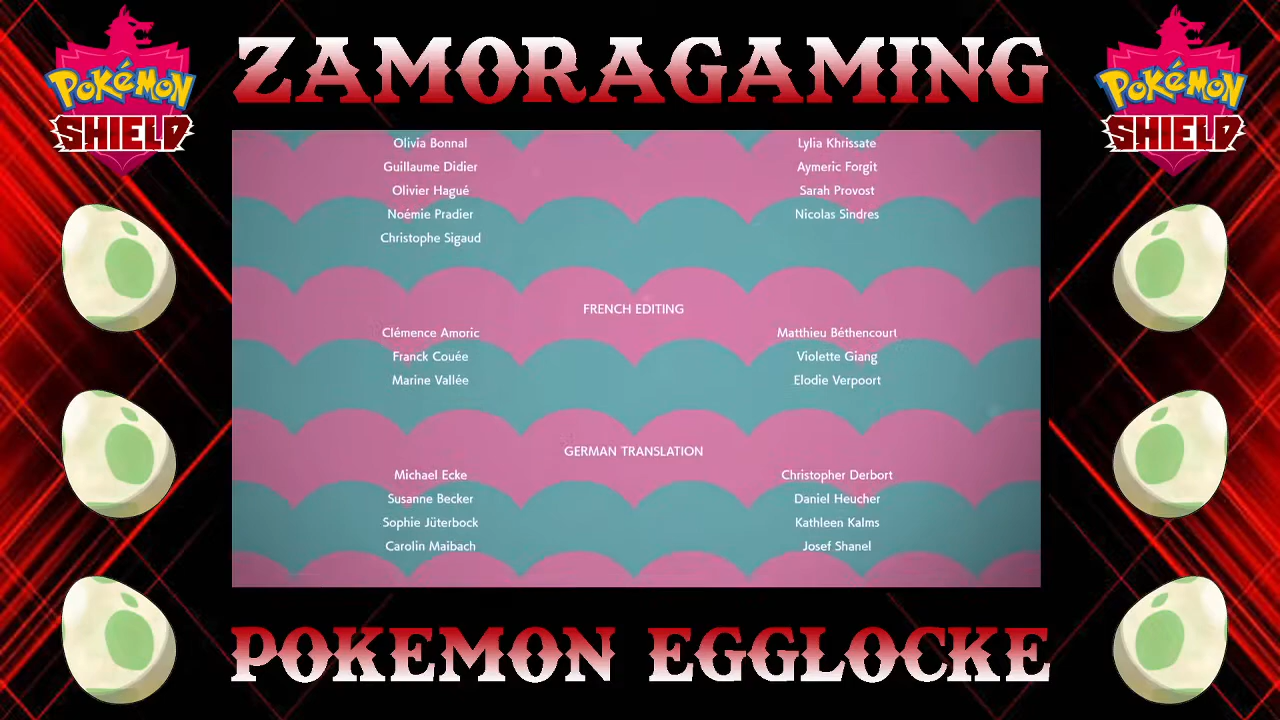 ZAMORAGAMING
Pokémon
SHIELD
Pokémon
SHIELD
Olivia Bonnal Lylia Khrissate
Guillaume Didier Aymeric Forgit
Olivier Hagué Sarah Provost
Noémie Pradier Nicolas Sindres
Christophe Sigaud
FRENCH EDITING
Clémence Amoric Matthieu Béthencourt
Franck Couée Violette Giang
Marine Vallée Elodie Verpoort
GERMAN TRANSLATION
Michael Ecke Christopher Derbort
Susanne Becker Daniel Heucher
Sophie Jüterbock Kathleen Kalms
Carolin Maibach Josef Shanel
POKEMON EGGLOCKE